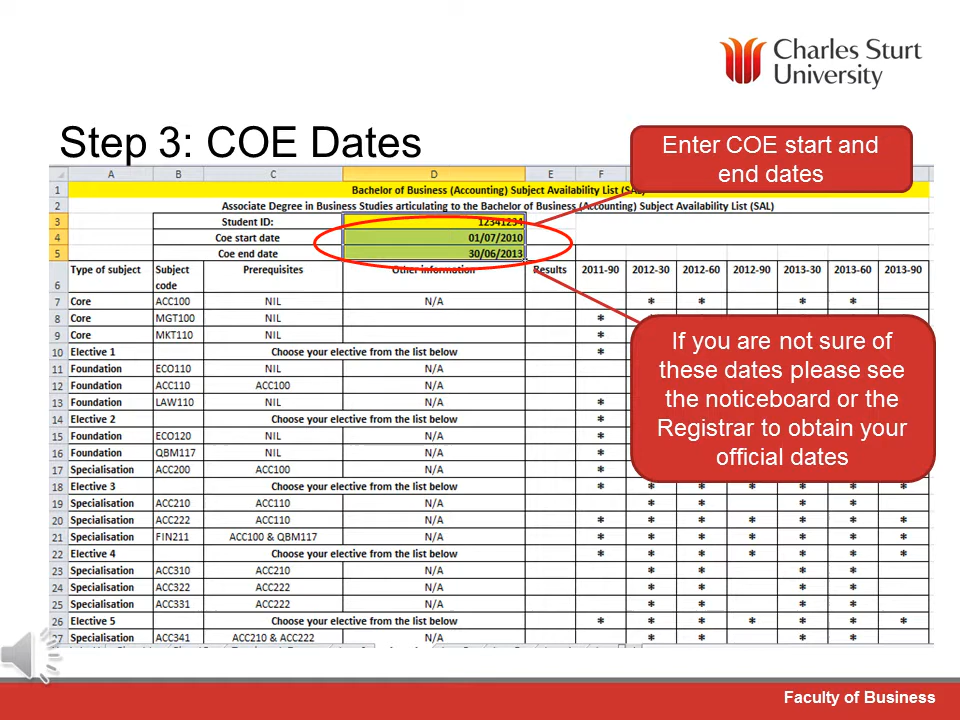 Charles Sturt
University
Step 3: COE Dates
Enter COE start and
end dates
A B C D E F
1 Bachelor of Business (Accounting) Subject Availability List (SAL)
2 Associate Degree in Business Studies articulating to the Bachelor of Business (Accounting) Subject Availability List (SAL)
3 Student ID: 12341234
4 Coe start date 01/07/2010
5 Coe end date 30/06/2013
6 Type of subject Subject code Prerequisites Other information Results 2011-90 2012-30 2012-60 2012-90 2013-30 2013-60 2013-90
7 Core ACC100 NIL N/A * * * *
8 Core MGT100 NIL *
9 Core MKT110 NIL *
10 Elective 1 Choose your elective from the list below *
11 Foundation ECO110 NIL N/A
12 Foundation ACC110 ACC100 N/A
13 Foundation LAW110 NIL N/A *
14 Elective 2 Choose your elective from the list below *
15 Foundation ECO120 NIL N/A *
16 Foundation QBM117 NIL N/A *
17 Specialisation ACC200 ACC100 N/A *
18 Elective 3 Choose your elective from the list below * * * * * * *
19 Specialisation ACC210 ACC110 N/A * * * *
20 Specialisation ACC222 ACC110 N/A * * * * * * *
21 Specialisation FIN211 ACC100 & QBM117 N/A * * * * * * *
22 Elective 4 Choose your elective from the list below * * * * * * *
23 Specialisation ACC310 ACC210 N/A * * * *
24 Specialisation ACC322 ACC222 N/A * * * *
25 Specialisation ACC331 ACC222 N/A * * * *
26 Elective 5 Choose your elective from the list below * * * * * * *
27 Specialisation ACC341 ACC210 & ACC222 N/A * * * *
If you are not sure of
these dates please see
the noticeboard or the
Registrar to obtain your
official dates
Faculty of Business